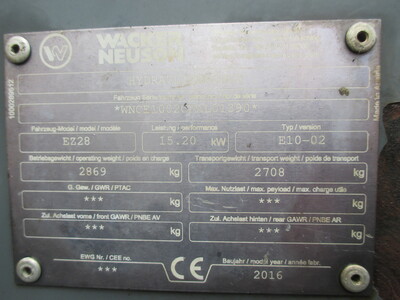 WACKER
NEUSON
Fahrzeug-Model / model / modèle
Leistung / performance
Typ / version
EZ28
15.20 kW
E10-02
Betriebsgewicht / operating weight / poids en charge
Transportgewicht / transport weight / poids de transport
2869 kg
2708 kg
G. Gew. / GWR / PTAC
Max. Nutzlast / max. payload / max. charge utile
*** kg
*** kg
Zul. Achslast vorne / front GAWR / PNBE AV
Zul. Achslast hinten / rear GAWR / PNBE AR
*** kg
*** kg
EWG Nr. / CEE no.
***
CE
Baujahr / model year / année fabr.
2016
1000280012